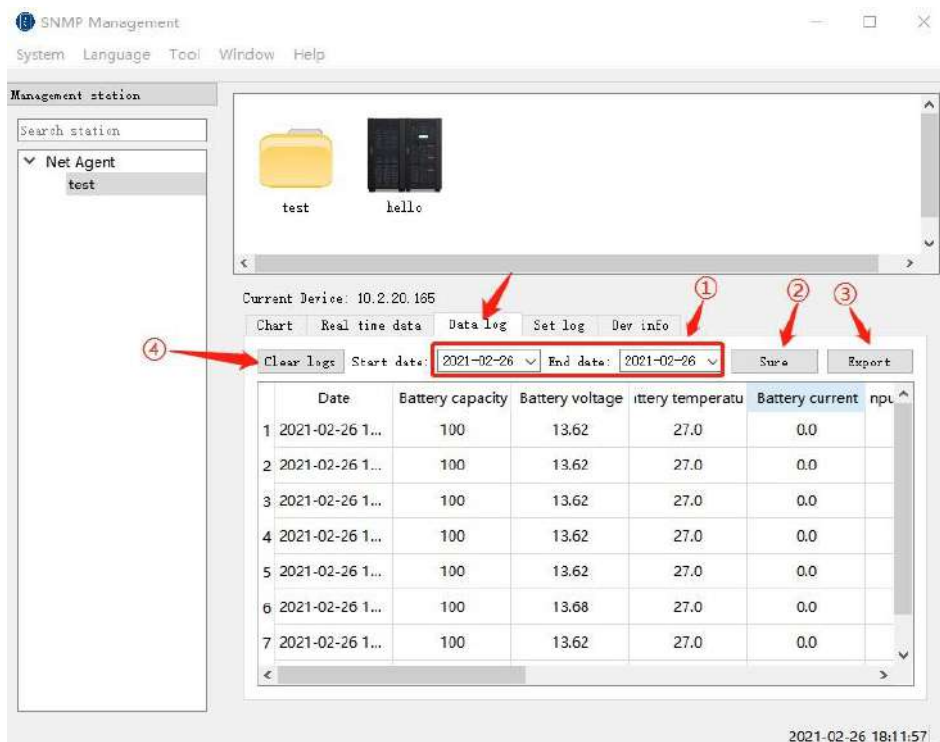 SNMP Management
System Language Tool Window Help
Management station
Search station
Net Agent
test
test hello
Current Device: 10.2.20.165
① ② ③
Chart Real time data Data log Set log Dev info
④
Clear logs Start date: 2021-02-26 End date: 2021-02-26 Sure Export
Date Battery capacity Battery voltage ittery temperatu Battery current npu
1 2021-02-26 1... 100 13.62 27.0 0.0
2 2021-02-26 1... 100 13.62 27.0 0.0
3 2021-02-26 1... 100 13.62 27.0 0.0
4 2021-02-26 1... 100 13.62 27.0 0.0
5 2021-02-26 1... 100 13.62 27.0 0.0
6 2021-02-26 1... 100 13.68 27.0 0.0
7 2021-02-26 1... 100 13.62 27.0 0.0
2021-02-26 18:11:57